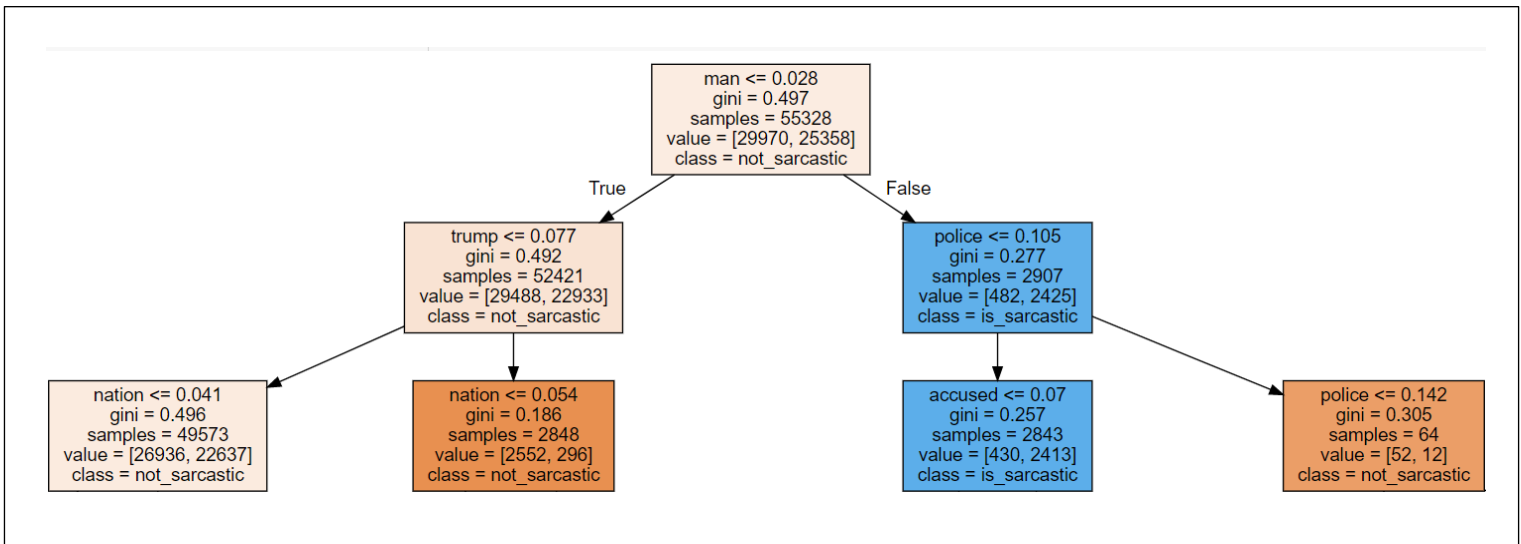 man <= 0.028
gini = 0.497
samples = 55328
value = [29970, 25358]
class = not_sarcastic
True
False
trump <= 0.077
gini = 0.492
samples = 52421
value = [29488, 22933]
class = not_sarcastic
police <= 0.105
gini = 0.277
samples = 2907
value = [482, 2425]
class = is_sarcastic
nation <= 0.041
gini = 0.496
samples = 49573
value = [26936, 22637]
class = not_sarcastic
nation <= 0.054
gini = 0.186
samples = 2848
value = [2552, 296]
class = not_sarcastic
accused <= 0.07
gini = 0.257
samples = 2843
value = [430, 2413]
class = is_sarcastic
police <= 0.142
gini = 0.305
samples = 64
value = [52, 12]
class = not_sarcastic